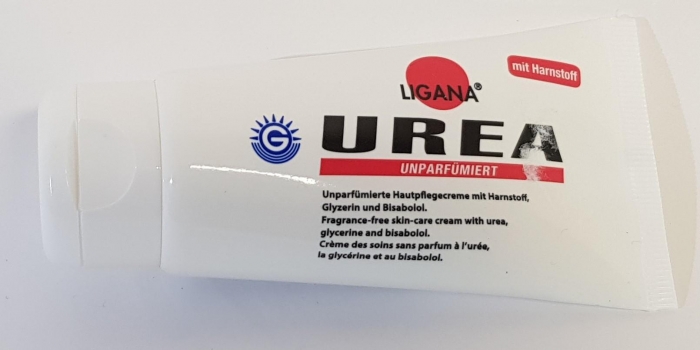 mit Harnstoff
LIGANA®
G
UREA
UNPARFÜMIERT
Unparfümierte Hautpflegecreme mit Harnstoff,
Glyzerin und Bisabolol.
Fragrance-free skin-care cream with urea,
glycerine and bisabolol.
Crème des soins sans parfum à l'urée,
la glycérine et au bisabolol.